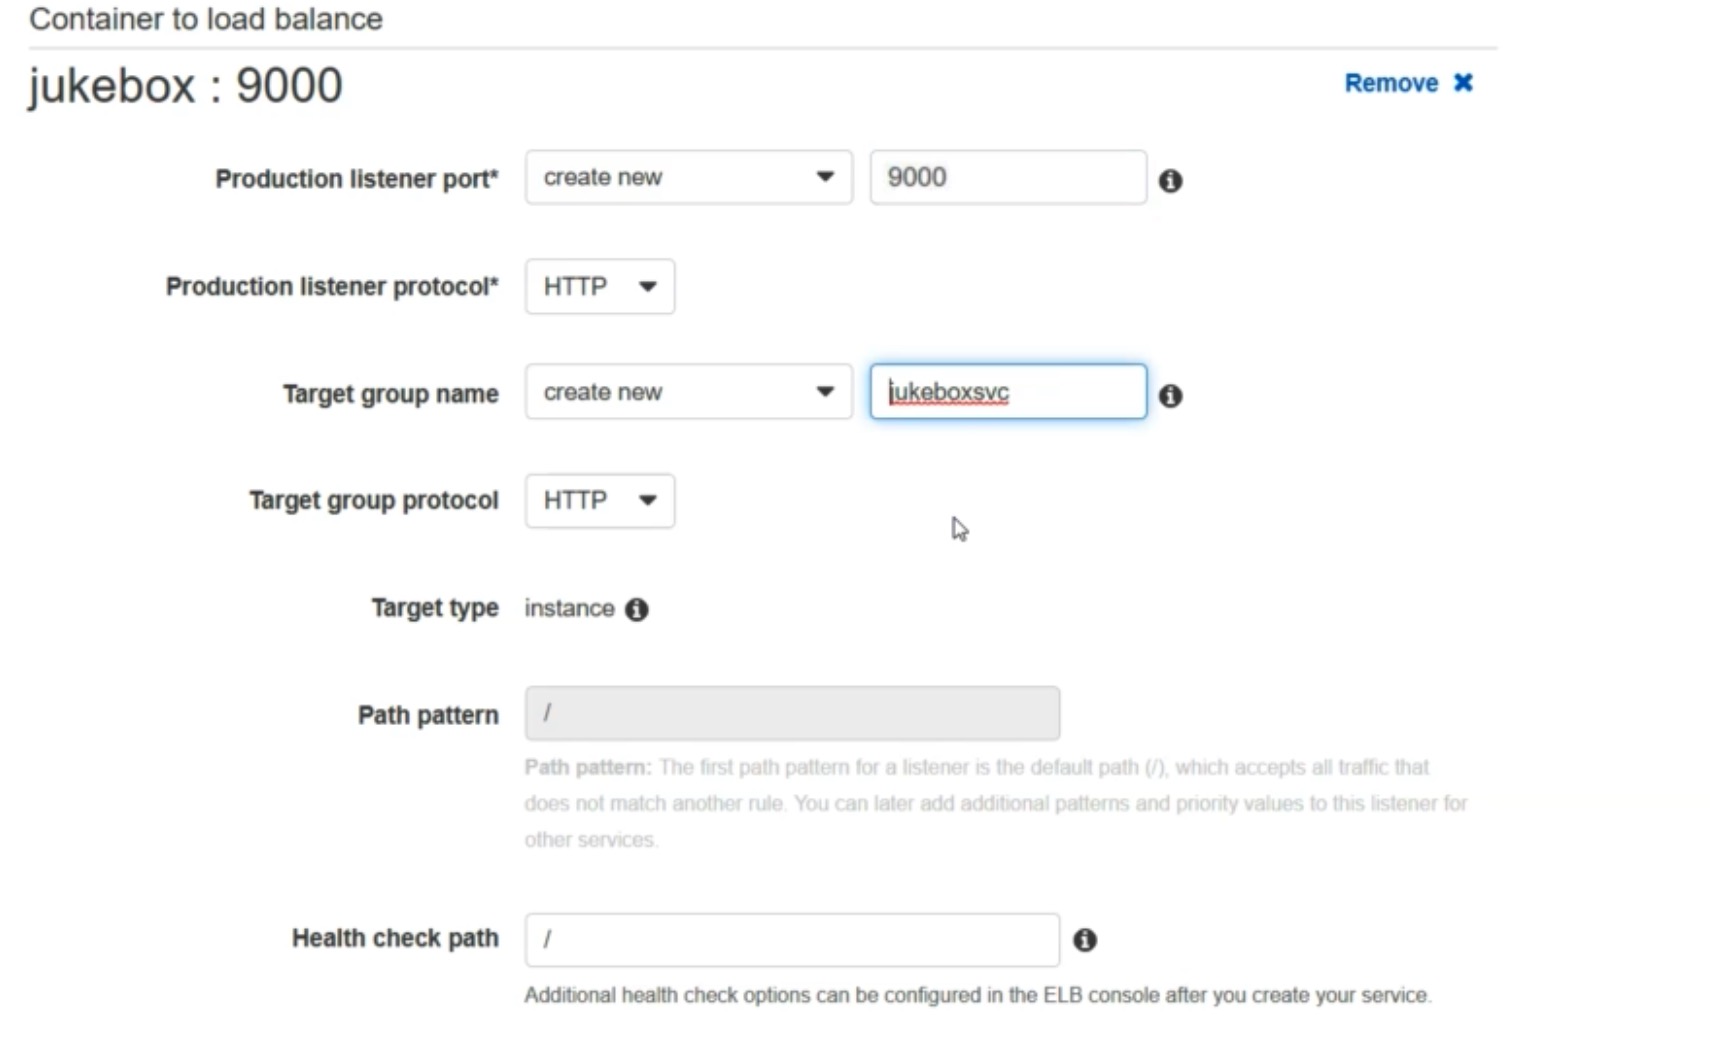 Container to load balance
jukebox : 9000
Remove ✖
Production listener port* create new 9000
Production listener protocol* HTTP
Target group name create new jukeboxsvc
Target group protocol HTTP
Target type instance
Path pattern /
Path pattern: The first path pattern for a listener is the default path (/), which accepts all traffic that
does not match another rule. You can later add additional patterns and priority values to this listener for
other services.
Health check path /
Additional health check options can be configured in the ELB console after you create your service.